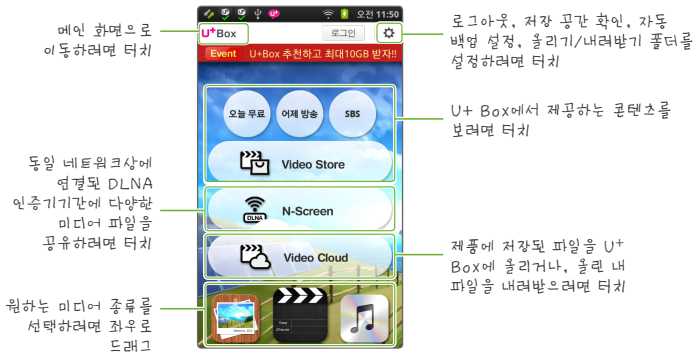 메인 화면으로
이동하려면 터치
로그아웃, 저장 공간 확인, 자동
백업 설정, 올리기/내려받기 폴더를
설정하려면 터치
오전 11:50
U+Box
로그인
Event U+Box 추천하고 최대10GB 받자!!
오늘 무료
어제 방송
SBS
Video Store
U+ Box에서 제공하는 콘텐츠를
보려면 터치
동일 네트워크상에
연결된 DLNA
인증기기간에 다양한
미디어 파일을
공유하려면 터치
DLNA
N-Screen
Video Cloud
제품에 저장된 파일을 U+
Box에 올리거나, 올린 내
파일을 내려받으려면 터치
원하는 미디어 종류를
선택하려면 좌우로
드래그